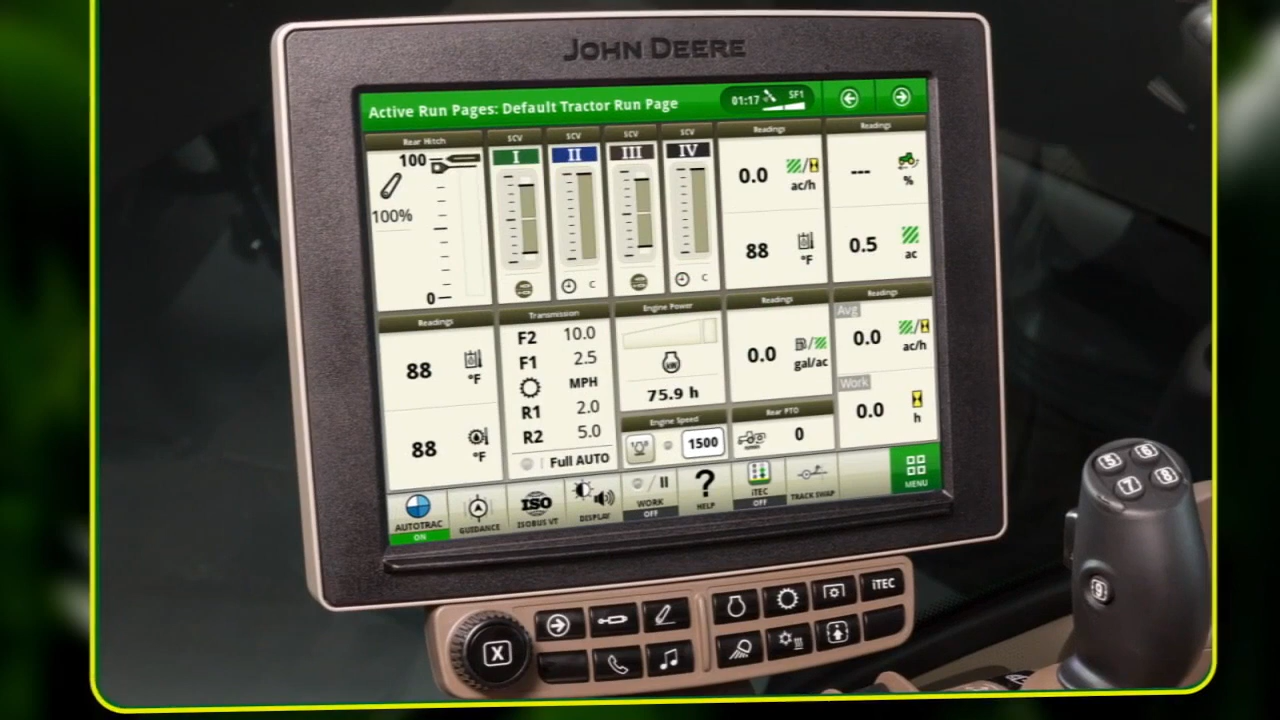 JOHN DEERE
Active Run Pages: Default Tractor Run Page
01:17
SF1
Rear Hitch
100
100%
0
SCV
I
SCV
II
C
SCV
III
SCV
IV
C
Readings
0.0
ac/h
88
°F
Readings
---
%
0.5
ac
Readings
88
°F
88
°F
Transmission
F2 10.0
F1 2.5
MPH
R1 2.0
R2 5.0
Full AUTO
Engine Power
kW
75.9 h
Engine Speed
1500
Readings
0.0
gal/ac
Rear PTO
0
Readings
Avg
0.0
ac/h
Work
0.0
h
AUTOTRAC
ON
GUIDANCE
ISO
ISOBUS VT
DISPLAY
WORK
OFF
?
HELP
iTEC
OFF
TRACK SWAP
MENU
X
iTEC
5 6
7 8
9